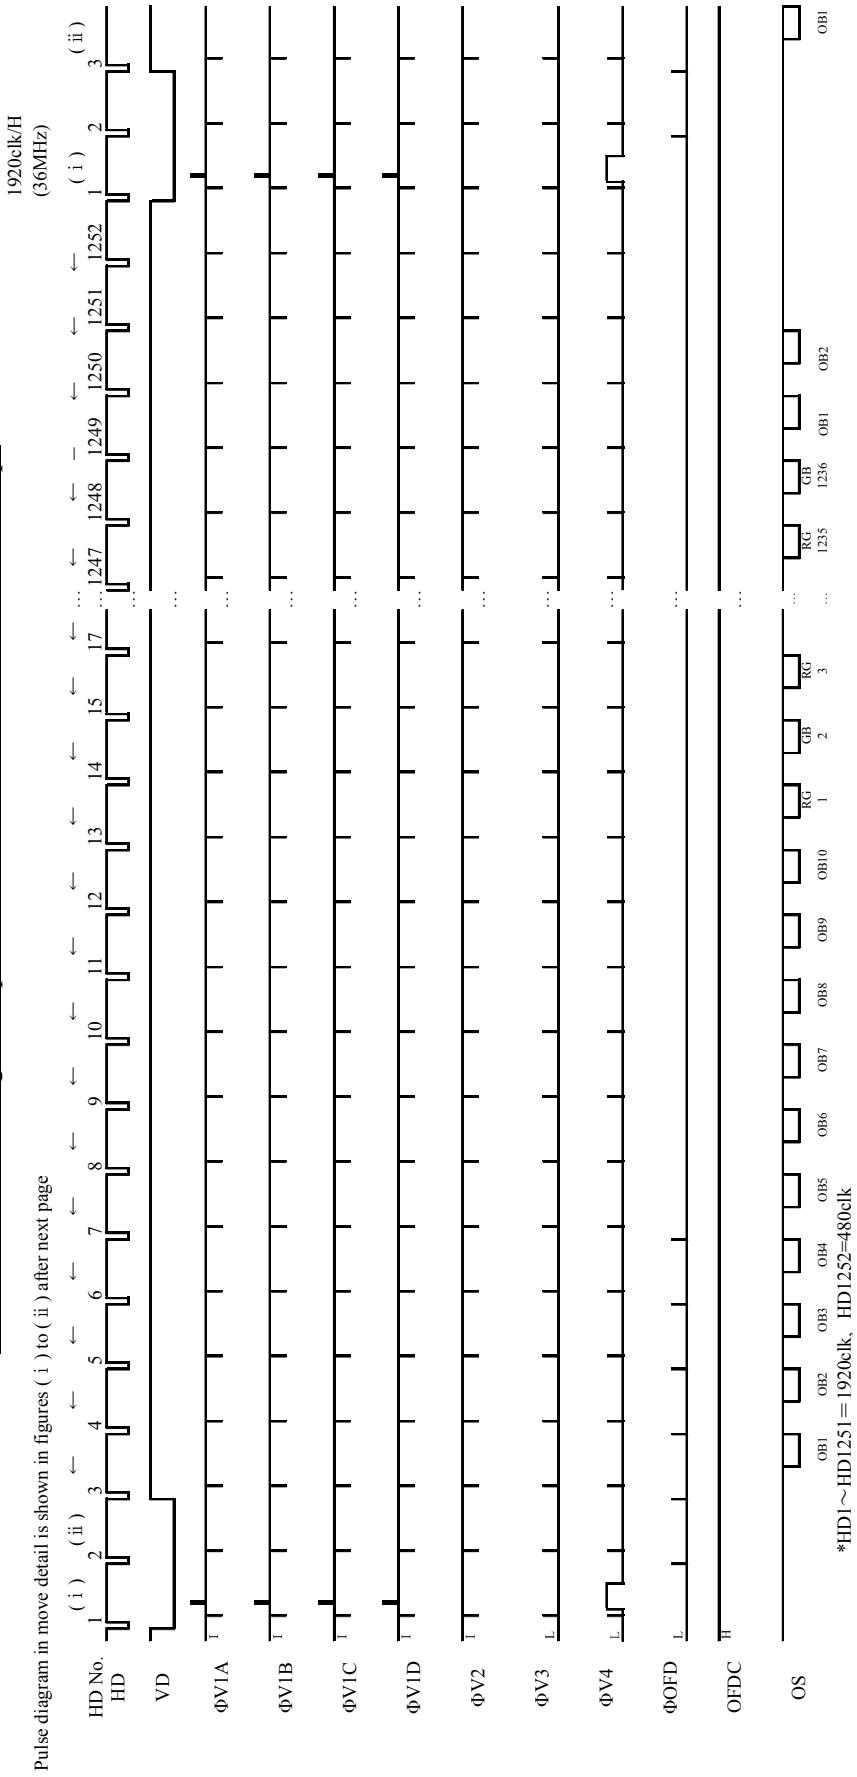 1920clk/H
(36MHz)
Pulse diagram in move detail is shown in figures ( i ) to ( ii ) after next page
( i ) ( ii ) ← ← ← ← ← ← ← ← ← ← ← ← ← ← … ← ← – ← ← ← ( i ) ( ii )
HD No. 1 2 3 4 5 6 7 8 9 10 11 12 13 14 15 17 … 1247 1248 1249 1250 1251 1252 1 2 3
HD …
VD …
ΦV1A I …
ΦV1B I …
ΦV1C I …
ΦV1D I …
ΦV2 I …
ΦV3 L …
ΦV4 L …
ΦOFD L …
OFDC H …
OS
RG GB RG … RG GB
OB1 OB2 OB3 OB4 OB5 OB6 OB7 OB8 OB9 OB10 1 2 3 … 1235 1236 OB1 OB2 OB1
*HD1～HD1251＝1920clk, HD1252=480clk